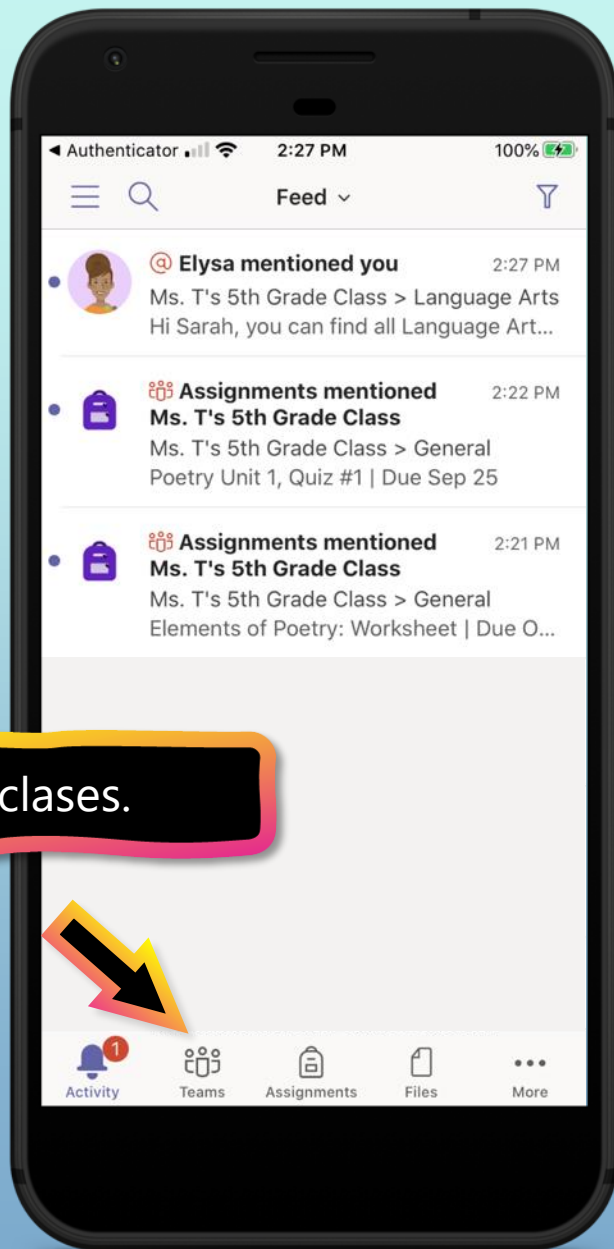 Authenticator 2:27 PM 100%
Feed
@ Elysa mentioned you 2:27 PM
Ms. T's 5th Grade Class > Language Arts
Hi Sarah, you can find all Language Art...
Assignments mentioned 2:22 PM
Ms. T's 5th Grade Class
Ms. T's 5th Grade Class > General
Poetry Unit 1, Quiz #1 | Due Sep 25
Assignments mentioned 2:21 PM
Ms. T's 5th Grade Class
Ms. T's 5th Grade Class > General
Elements of Poetry: Worksheet | Due O...
clases.
1
Activity Teams Assignments Files More